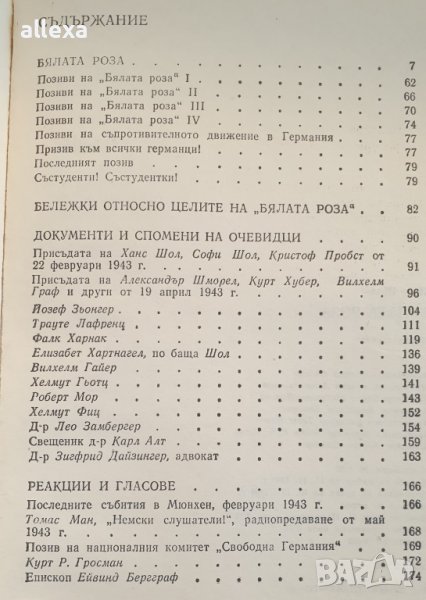 allexa
СЪДЪРЖАНИЕ
БЯЛАТА РОЗА . . . . . . . . . . . . 7
Позиви на „Бялата роза“ I . . . . . . . . 62
Позиви на „Бялата роза“ II . . . . . . . . 66
Позиви на „Бялата роза“ III . . . . . . . . 70
Позиви на „Бялата роза“ IV . . . . . . . . 74
Позиви на съпротивителното движение в Германия . . 77
Призив към всички германци! . . . . . . . 77
Последният позив . . . . . . . . . . 79
Състуденти! Състудентки! . . . . . . . . 79
БЕЛЕЖКИ ОТНОСНО ЦЕЛИТЕ НА „БЯЛАТА РОЗА“ . . 82
ДОКУМЕНТИ И СПОМЕНИ НА ОЧЕВИДЦИ . . . . 90
Присъдата на Ханс Шол, Софи Шол, Кристоф Пробст от
22 февруари 1943 г. . . . . . . . . . 91
Присъдата на Александър Шморел, Курт Хубер, Вилхелм
Граф и други от 19 април 1943 г. . . . . . . 96
Йозеф Зьонгер . . . . . . . . . . . 104
Трауте Лафренц . . . . . . . . . . . 111
Фалк Харнак . . . . . . . . . . . . 119
Елизабет Хартнагел, по баща Шол . . . . . . 136
Вилхелм Гайер . . . . . . . . . . . 139
Хелмут Гьотц . . . . . . . . . . . . 141
Роберт Мор . . . . . . . . . . . . 143
Хелмут Фиц . . . . . . . . . . . . 152
Д-р Лео Замбергер . . . . . . . . . . 154
Свещеник д-р Карл Алт . . . . . . . . . 159
Д-р Зигфрид Дайзингер, адвокат . . . . . . 163
РЕАКЦИИ И ГЛАСОВЕ . . . . . . . . . 166
Последните събития в Мюнхен, февруари 1943 г. . . . 166
Томас Ман, „Немски слушатели!“, радиопредаване от май
1943 г. . . . . . . . . . . . . . 168
Позив на националния комитет „Свободна Германия“ . . 169
Курт Р. Гросман . . . . . . . . . . . 172
Епископ Ейвинд Бергграф . . . . . . . . 174
bazar